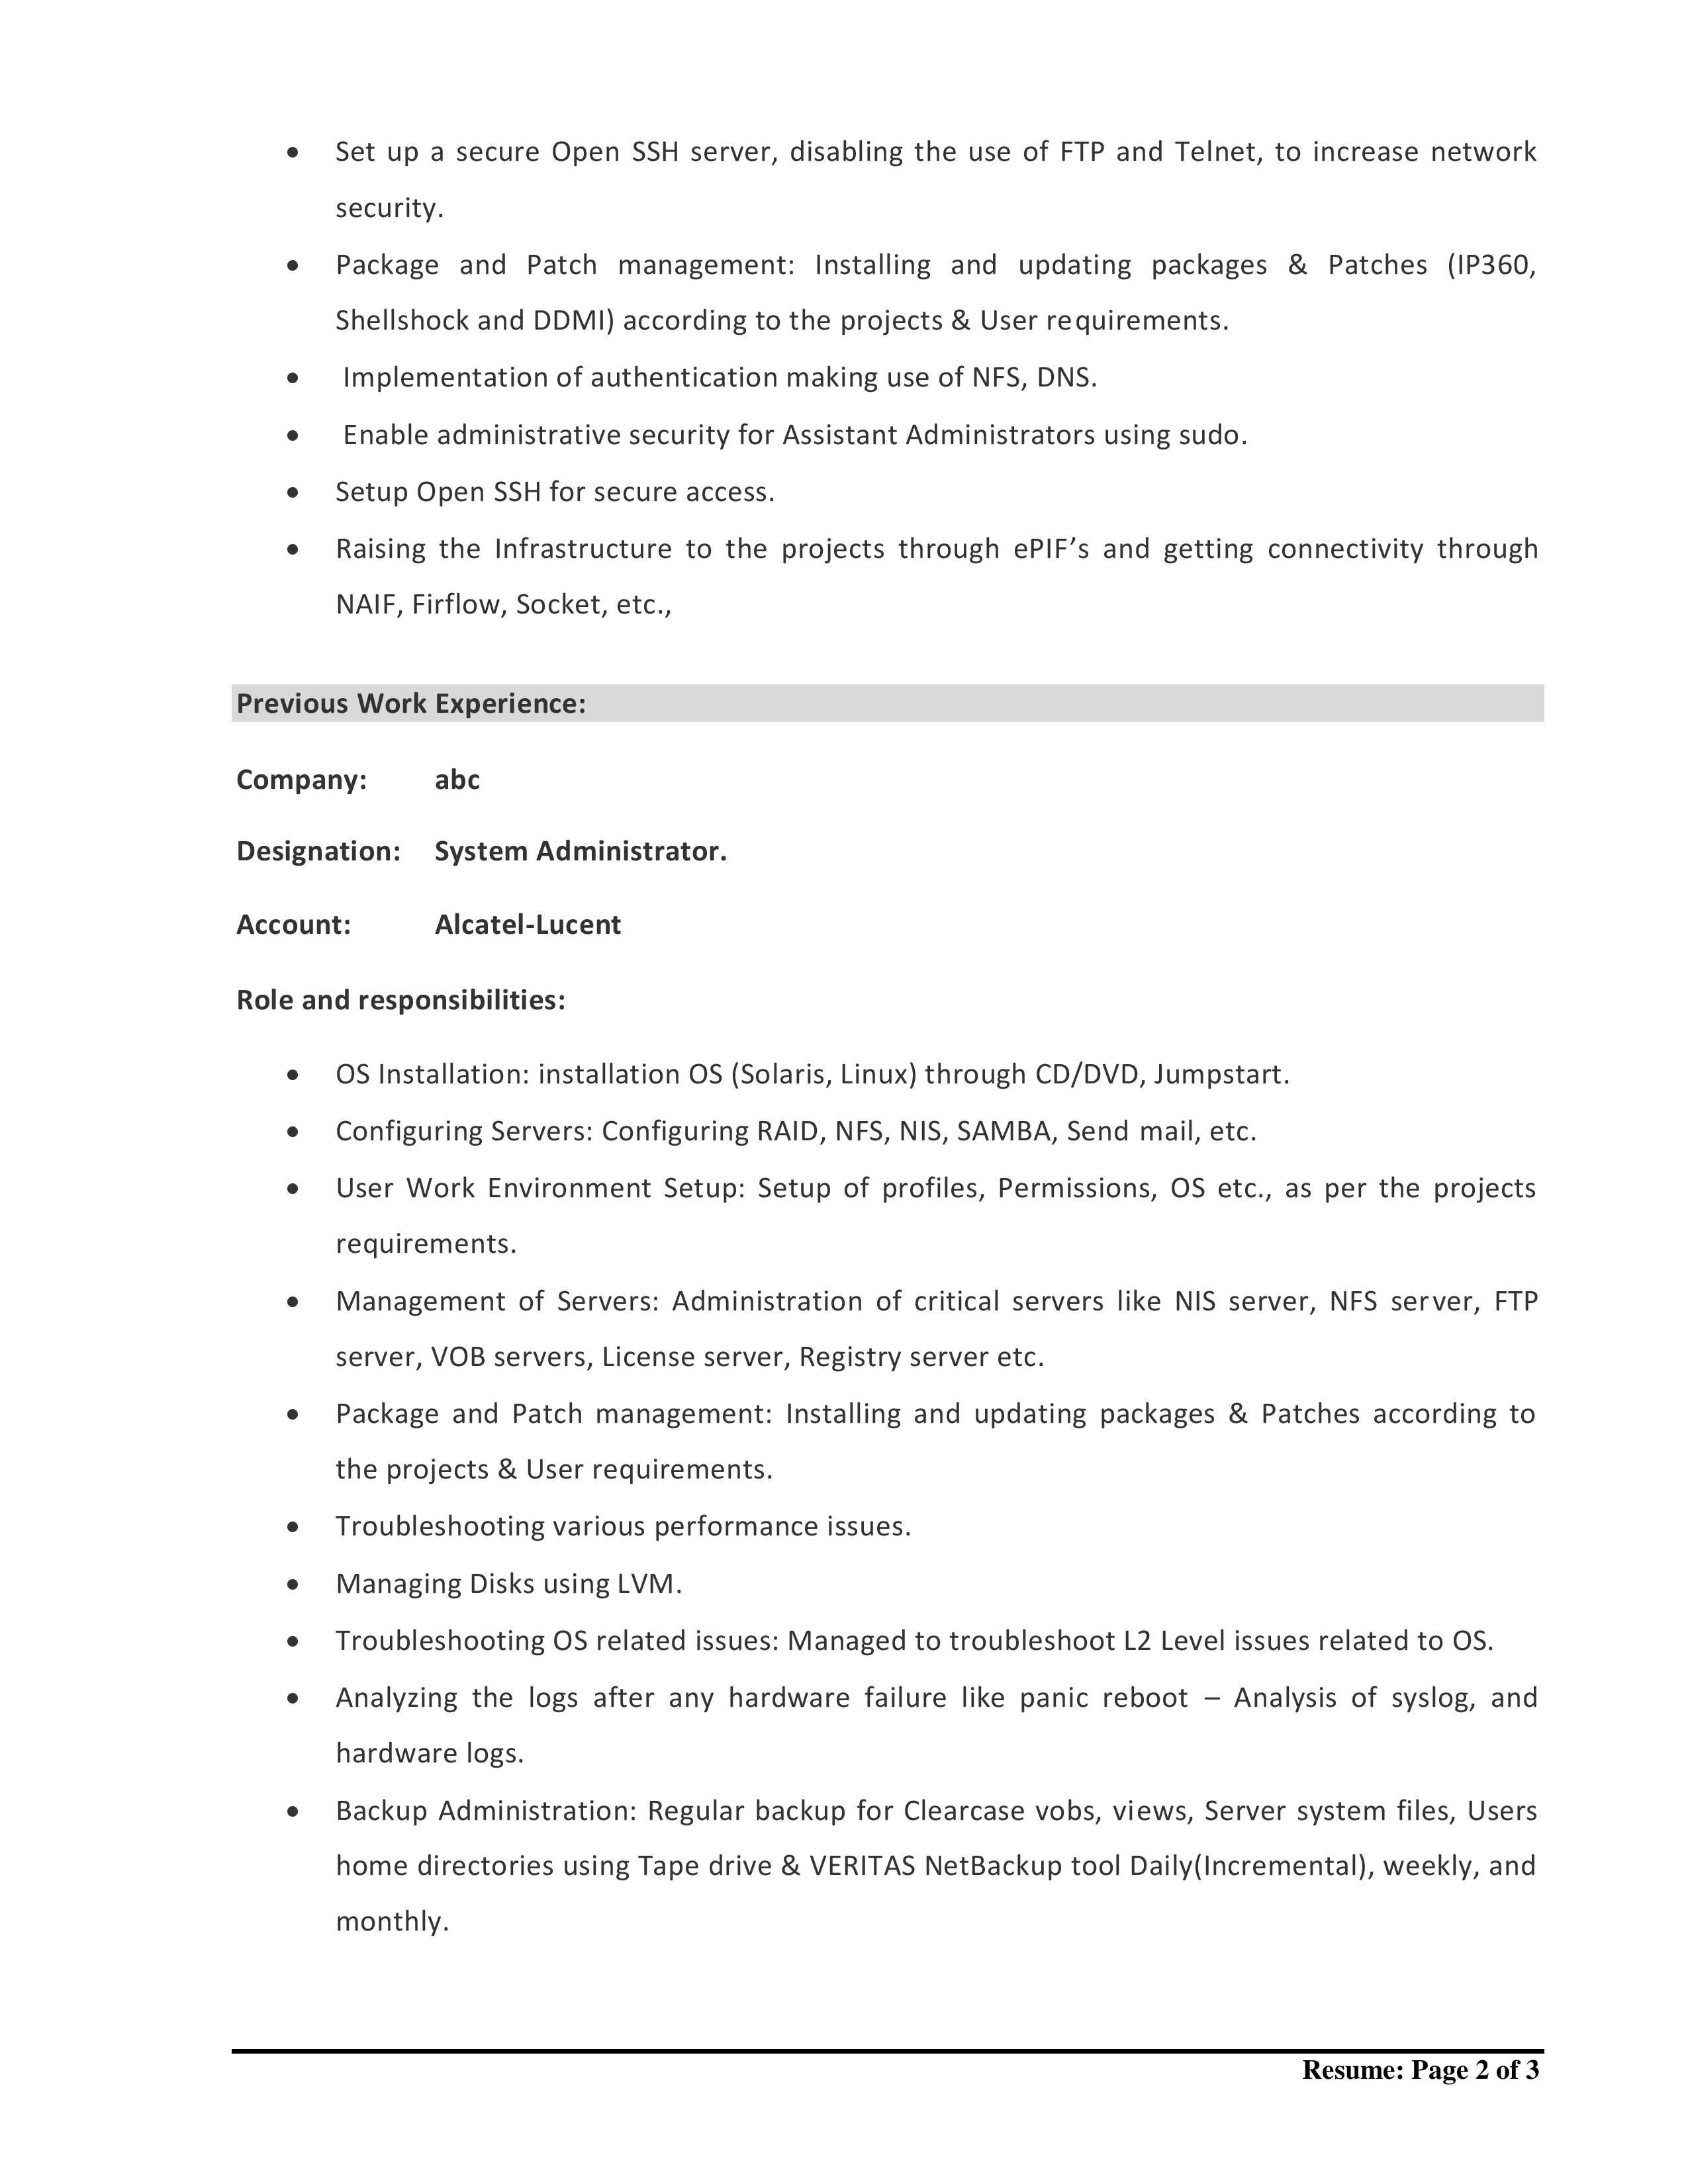 • Set up a secure Open SSH server, disabling the use of FTP and Telnet, to increase network
security.
• Package and Patch management: Installing and updating packages & Patches (IP360,
Shellshock and DDMI) according to the projects & User requirements.
• Implementation of authentication making use of NFS, DNS.
• Enable administrative security for Assistant Administrators using sudo.
• Setup Open SSH for secure access.
• Raising the Infrastructure to the projects through ePIF’s and getting connectivity through
NAIF, Firflow, Socket, etc.,
Previous Work Experience:
Company: abc
Designation: System Administrator.
Account: Alcatel-Lucent
Role and responsibilities:
• OS Installation: installation OS (Solaris, Linux) through CD/DVD, Jumpstart.
• Configuring Servers: Configuring RAID, NFS, NIS, SAMBA, Send mail, etc.
• User Work Environment Setup: Setup of profiles, Permissions, OS etc., as per the projects
requirements.
• Management of Servers: Administration of critical servers like NIS server, NFS server, FTP
server, VOB servers, License server, Registry server etc.
• Package and Patch management: Installing and updating packages & Patches according to
the projects & User requirements.
• Troubleshooting various performance issues.
• Managing Disks using LVM.
• Troubleshooting OS related issues: Managed to troubleshoot L2 Level issues related to OS.
• Analyzing the logs after any hardware failure like panic reboot – Analysis of syslog, and
hardware logs.
• Backup Administration: Regular backup for Clearcase vobs, views, Server system files, Users
home directories using Tape drive & VERITAS NetBackup tool Daily(Incremental), weekly, and
monthly.
Resume: Page 2 of 3